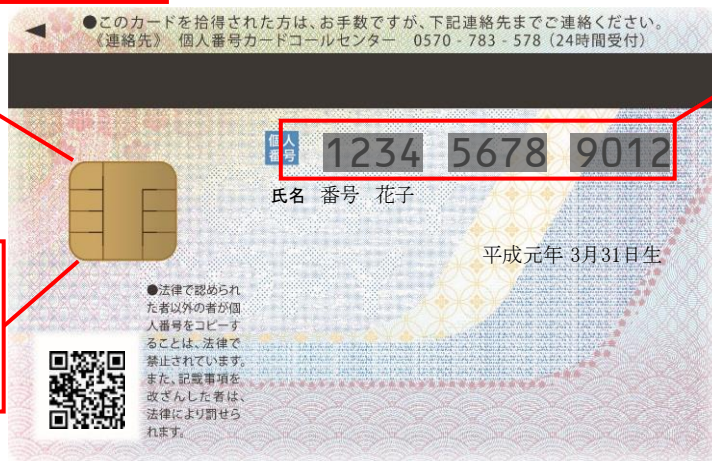 ●このカードを拾得された方は、お手数ですが、下記連絡先までご連絡ください。
《連絡先》 個人番号カードコールセンター 0570 - 783 - 578 (24時間受付)
個人番号 1234 5678 9012
氏名 番号 花子
平成元年 3月31日生
●法律で認められ
た者以外の者が個
人番号をコピーす
ることは、法律で
禁止されています。
また、記載事項を
改ざんした者は、
法律により罰せら
れます。